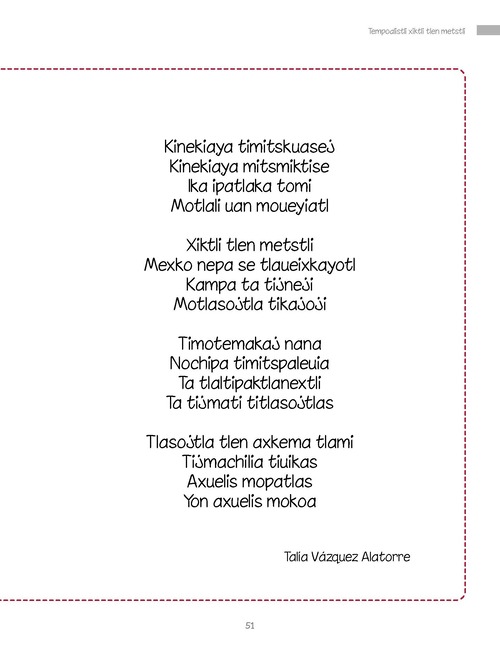 Tempoalistli xiktli tlen metstli
Kinekiaya timitskuasej
Kinekiaya mitsmiktise
Ika ipatlaka tomi
Motlali uan moueyiatl
Xiktli tlen metstli
Mexko nepa se tlaueixkayotl
Kampa ta tijneji
Motlasojtla tikajoji
Timotemakaj nana
Nochipa timitspaleuia
Ta tlaltipaktlanextli
Ta tijmati titlasojtlas
Tlasojtla tlen axkema tlami
Tijmachilia tiuikas
Axuelis mopatlas
Yon axuelis mokoa
Talía Vázquez Alatorre
51